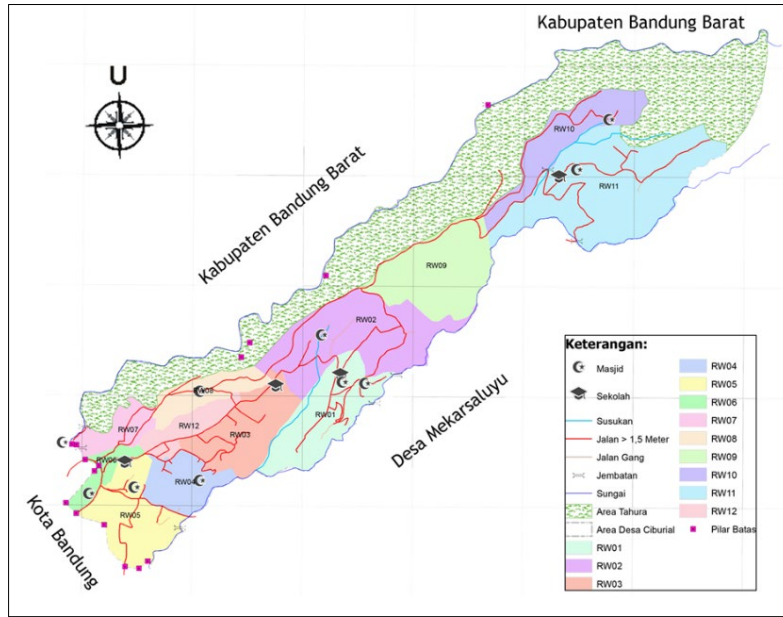 Kabupaten Bandung Barat
U
RW10
RW11
Kabupaten Bandung Barat
RW09
RW02
RW08
RW01
RW07
RW12
RW03
Desa Mekarsaluyu
RW06
RW04
RW05
Kota Bandung
Keterangan:
Masjid
Sekolah
Susukan
Jalan > 1,5 Meter
Jalan Gang
Jembatan
Sungai
Area Tahura
Area Desa Ciburial
RW01
RW02
RW03
RW04
RW05
RW06
RW07
RW08
RW09
RW10
RW11
RW12
Pilar Batas